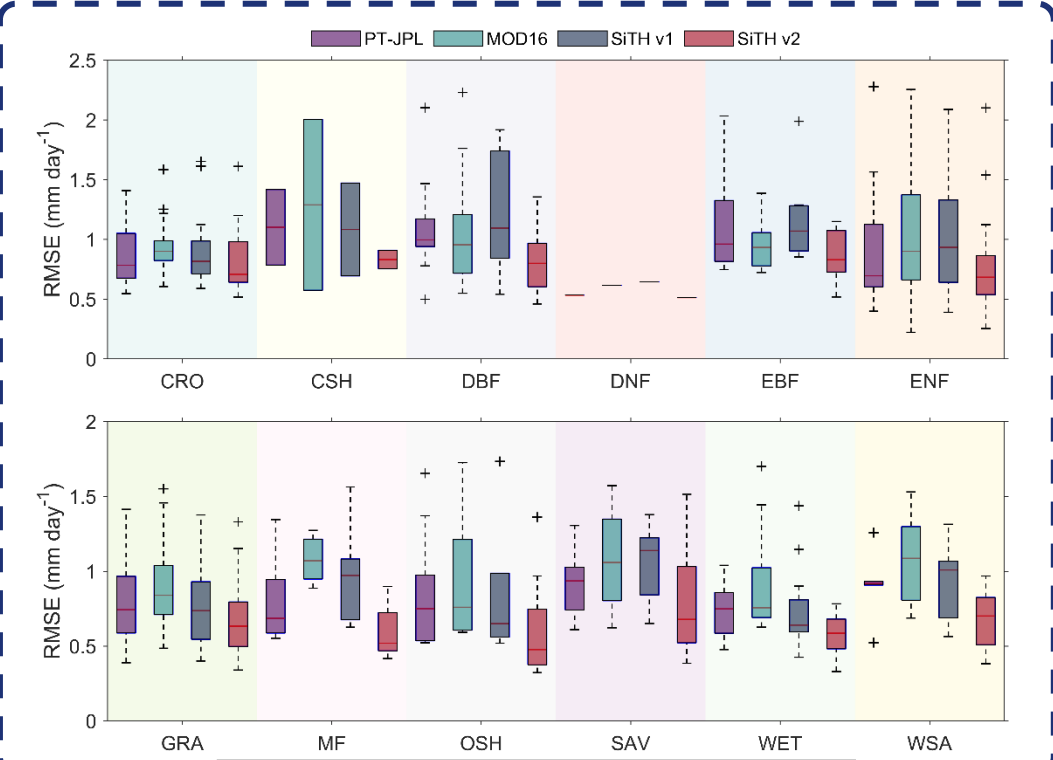 PT-JPL MOD16 SiTH v1 SiTH v2
2.5
2
1.5
1
0.5
0
RMSE (mm day-1)
CRO CSH DBF DNF EBF ENF
2
1.5
1
0.5
0
RMSE (mm day-1)
GRA MF OSH SAV WET WSA